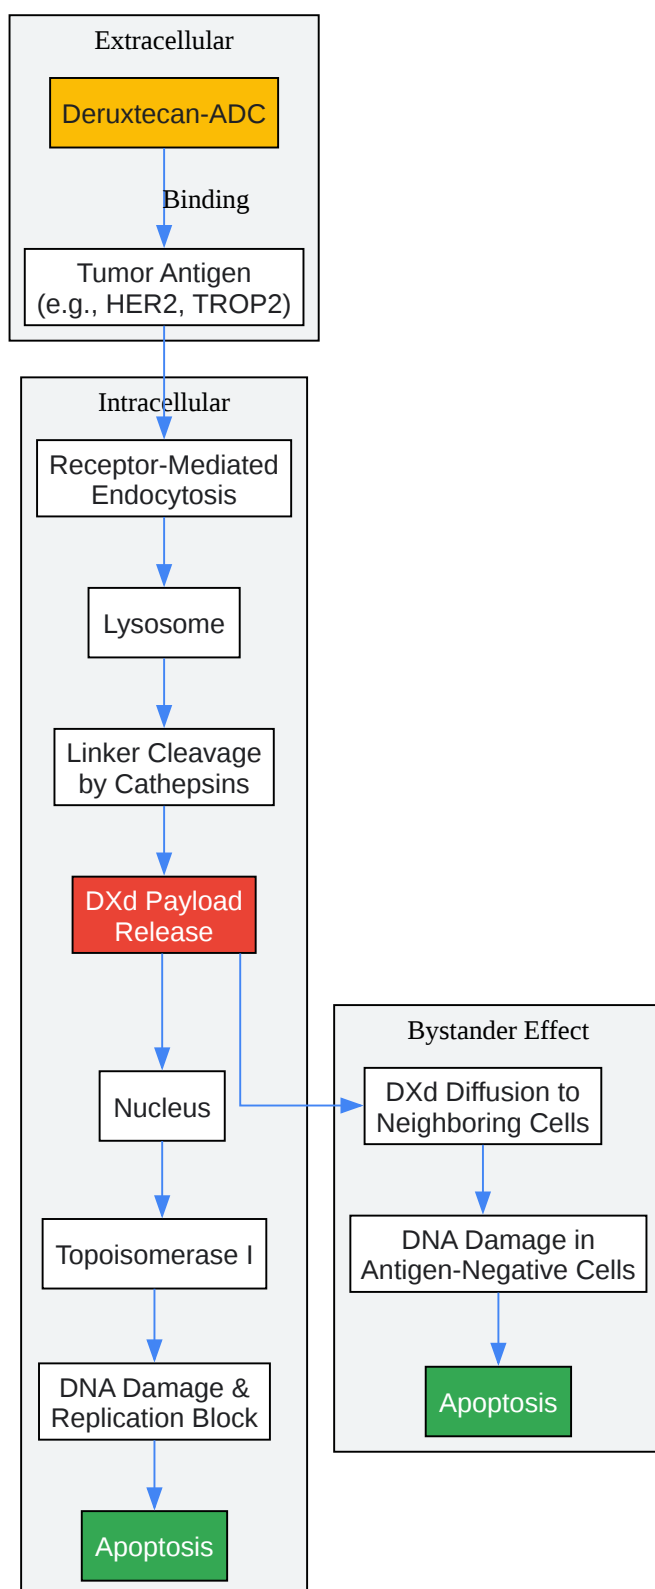 Extracellular
Deruxtecan-ADC
Binding
Tumor Antigen
(e.g., HER2, TROP2)
Intracellular
Receptor-Mediated
Endocytosis
Lysosome
Linker Cleavage
by Cathepsins
DXd Payload
Release
Nucleus
Topoisomerase I
DNA Damage &
Replication Block
Apoptosis
Bystander Effect
DXd Diffusion to
Neighboring Cells
DNA Damage in
Antigen-Negative Cells
Apoptosis